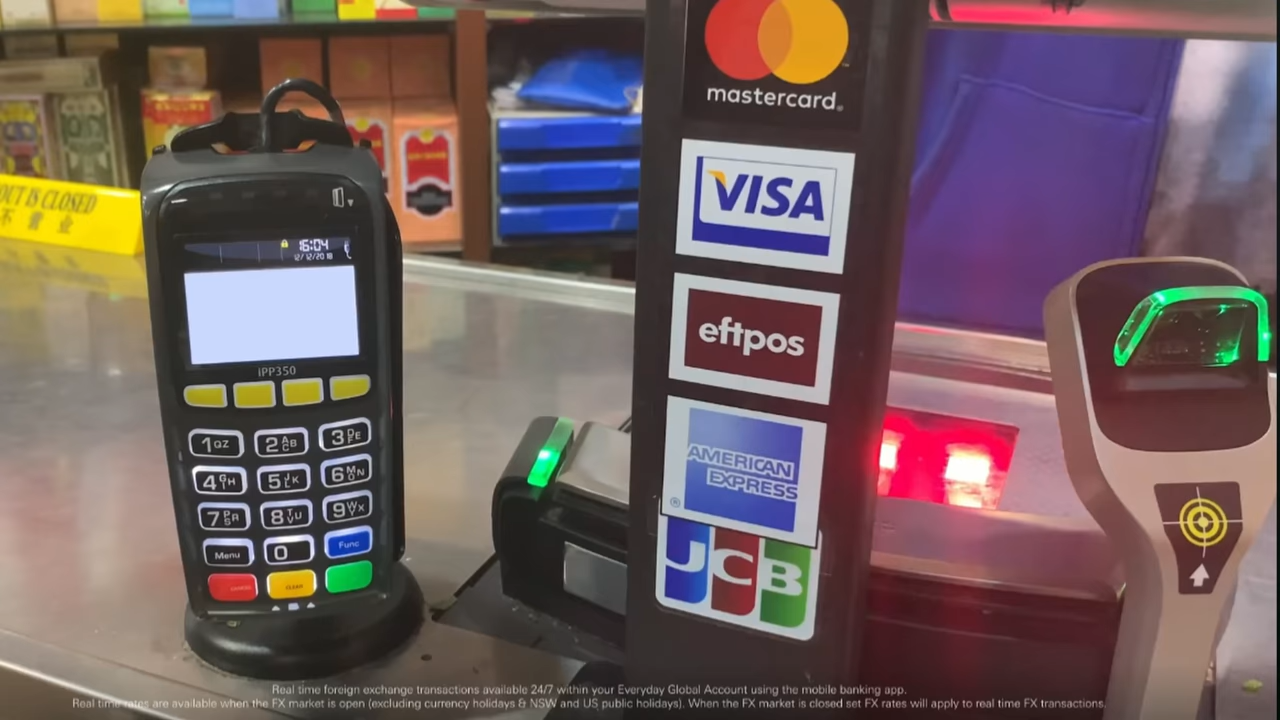 mastercard
VISA
eftpos
AMERICAN
EXPRESS
®
JCB
OUT IS CLOSED
不 营 业
16:04
12/12/2018
iPP350
1QZ
2ABC
3DEF
4GHI
5JKL
6MNO
7PRS
8TUV
9WXY
Menu
0
Func
Real time foreign exchange transactions available 24/7 within your Everyday Global Account using the mobile banking app.
Real time rates are available when the FX market is open (excluding currency holidays & NSW and US public holidays). When the FX market is closed set FX rates will apply to real time FX transactions.